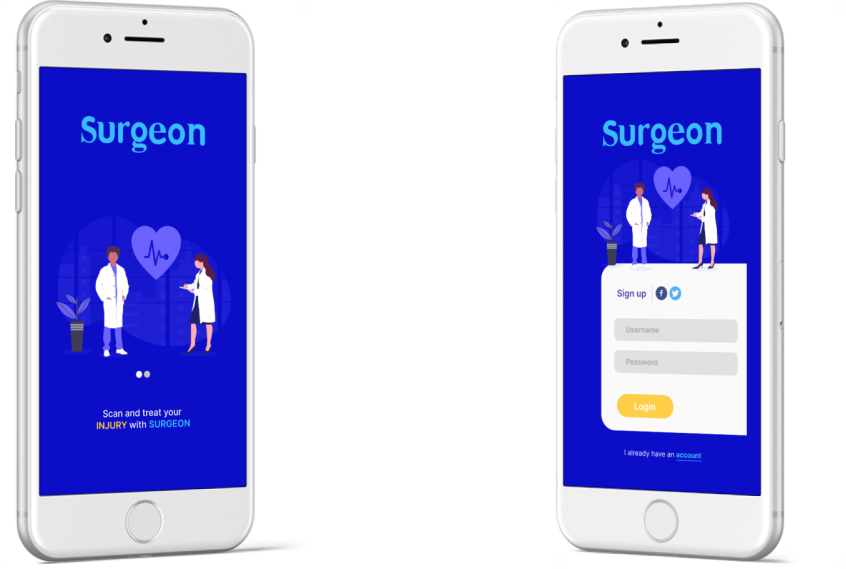 Surgeon
Scan and treat your
INJURY with SURGEON
Surgeon
Sign up
Username
Password
Login
I already have an account